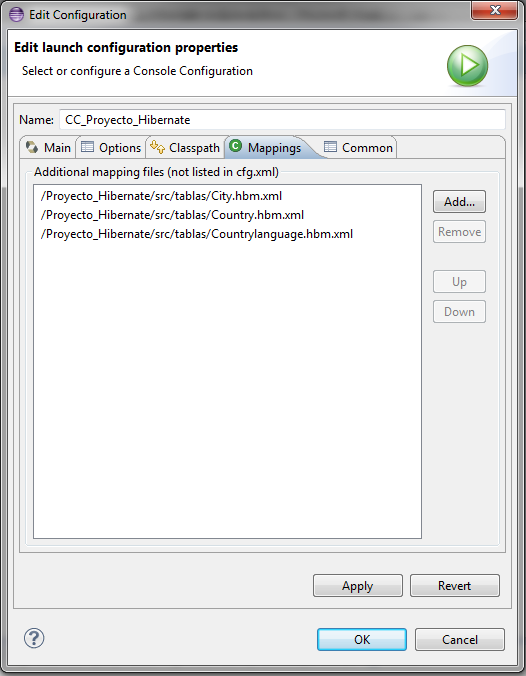 Edit Configuration
Edit launch configuration properties
Select or configure a Console Configuration
Name: CC_Proyecto_Hibernate
Main Options Classpath Mappings Common
Additional mapping files (not listed in cfg.xml)
/Proyecto_Hibernate/src/tablas/City.hbm.xml
/Proyecto_Hibernate/src/tablas/Country.hbm.xml
/Proyecto_Hibernate/src/tablas/Countrylanguage.hbm.xml
Add...
Remove
Up
Down
Apply Revert
OK Cancel